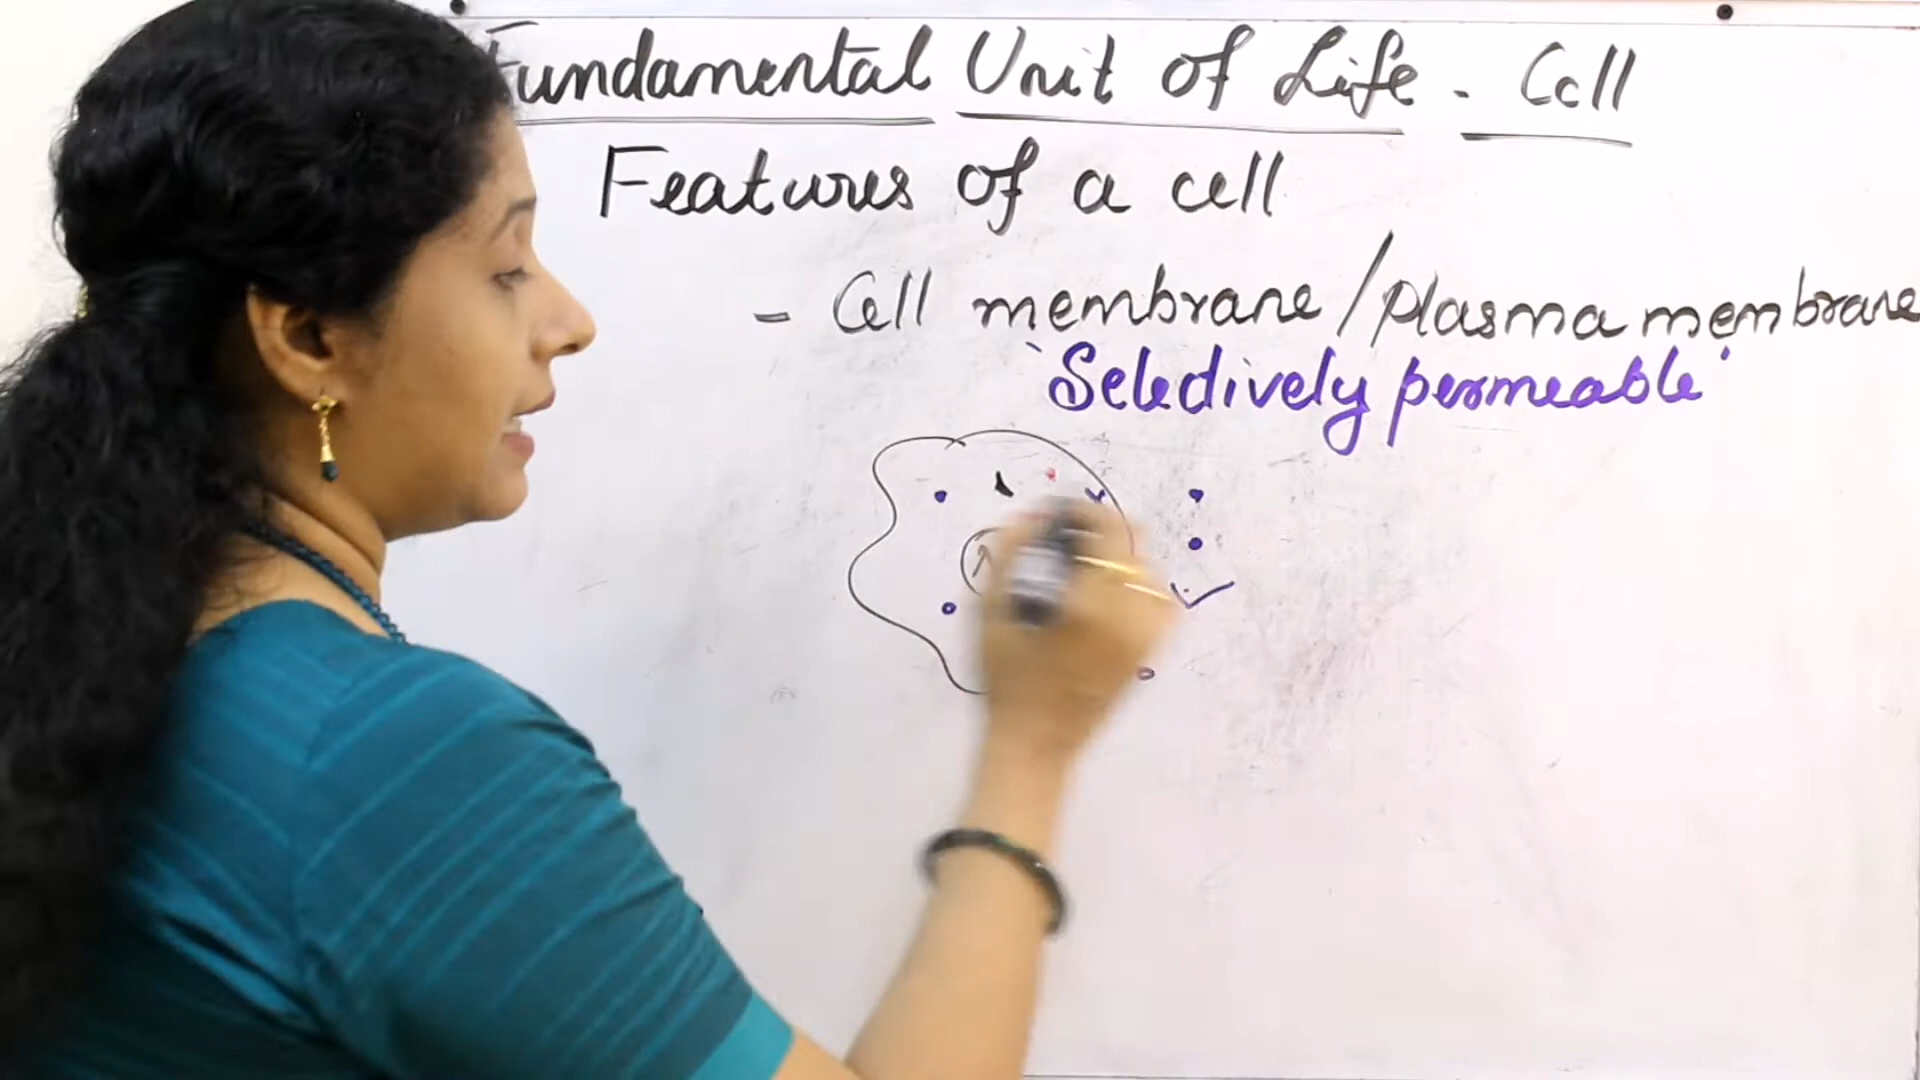 Fundamental Unit of Life - Cell
Features of a cell
- Cell membrane/plasma membrane
'Selectively permeable'
N